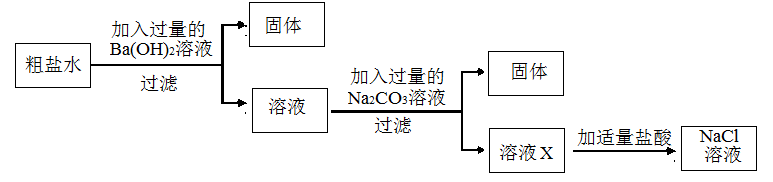 粗盐水
加入过量的
Ba(OH)₂溶液
过滤
固体
溶液
加入过量的
Na₂CO₃溶液
过滤
固体
溶液X
加适量盐酸
NaCl
溶液